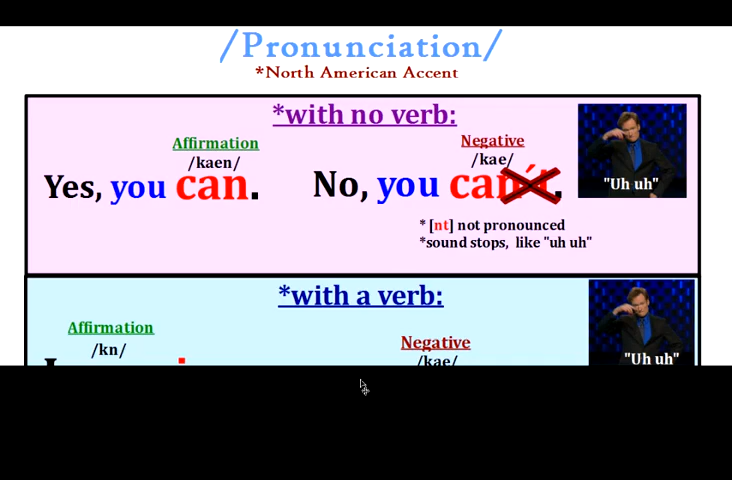 /Pronunciation/
*North American Accent
*with no verb:
Affirmation
/kaen/
Yes, you can.
Negative
/kae/
No, you can't.
"Uh uh"
* [nt] not pronounced
*sound stops, like "uh uh"
*with a verb:
Affirmation
/kn/
Negative
/kae/
"Uh uh"